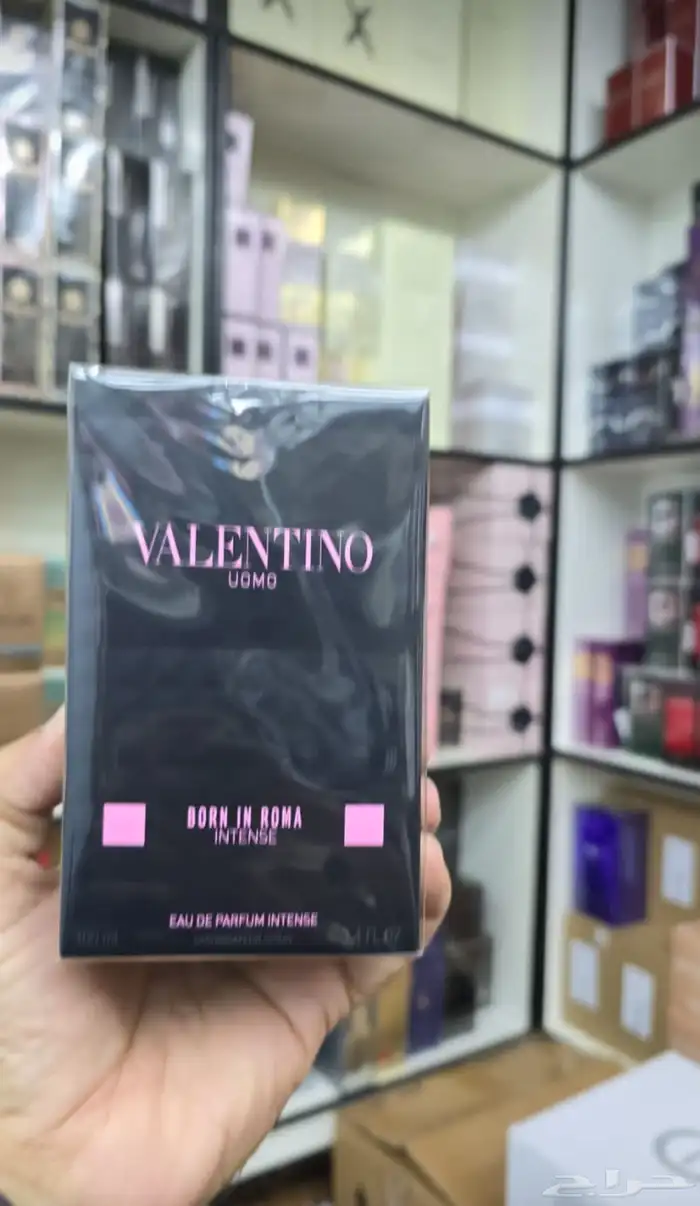 VALENTINO
UOMO
BORN IN ROMA
INTENSE
EAU DE PARFUM INTENSE
حراج